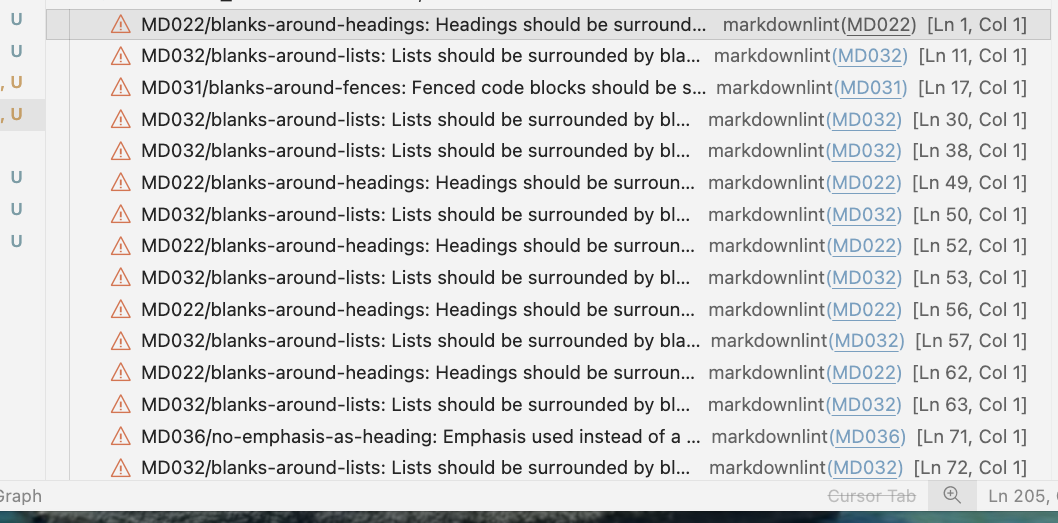 U
MD022/blanks-around-headings: Headings should be surround... markdownlint(MD022) [Ln 1, Col 1]
U
MD032/blanks-around-lists: Lists should be surrounded by bla... markdownlint(MD032) [Ln 11, Col 1]
, U
MD031/blanks-around-fences: Fenced code blocks should be s... markdownlint(MD031) [Ln 17, Col 1]
, U
MD032/blanks-around-lists: Lists should be surrounded by bl... markdownlint(MD032) [Ln 30, Col 1]
MD032/blanks-around-lists: Lists should be surrounded by bl... markdownlint(MD032) [Ln 38, Col 1]
U
MD022/blanks-around-headings: Headings should be surroun... markdownlint(MD022) [Ln 49, Col 1]
U
MD032/blanks-around-lists: Lists should be surrounded by bl... markdownlint(MD032) [Ln 50, Col 1]
U
MD022/blanks-around-headings: Headings should be surroun... markdownlint(MD022) [Ln 52, Col 1]
MD032/blanks-around-lists: Lists should be surrounded by bl... markdownlint(MD032) [Ln 53, Col 1]
MD022/blanks-around-headings: Headings should be surroun... markdownlint(MD022) [Ln 56, Col 1]
MD032/blanks-around-lists: Lists should be surrounded by bla... markdownlint(MD032) [Ln 57, Col 1]
MD022/blanks-around-headings: Headings should be surroun... markdownlint(MD022) [Ln 62, Col 1]
MD032/blanks-around-lists: Lists should be surrounded by bl... markdownlint(MD032) [Ln 63, Col 1]
MD036/no-emphasis-as-heading: Emphasis used instead of a ... markdownlint(MD036) [Ln 71, Col 1]
MD032/blanks-around-lists: Lists should be surrounded by bl... markdownlint(MD032) [Ln 72, Col 1]
Graph Cursor Tab Ln 205,